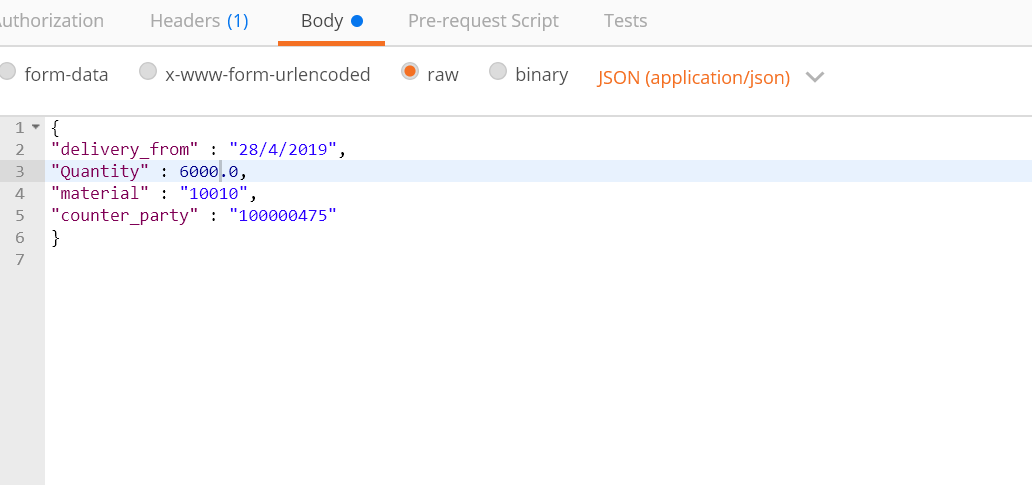 uthorization Headers (1) Body Pre-request Script Tests
form-data x-www-form-urlencoded raw binary JSON (application/json)
1 {
2 "delivery_from" : "28/4/2019",
3 "Quantity" : 6000.0,
4 "material" : "10010",
5 "counter_party" : "100000475"
6 }
7